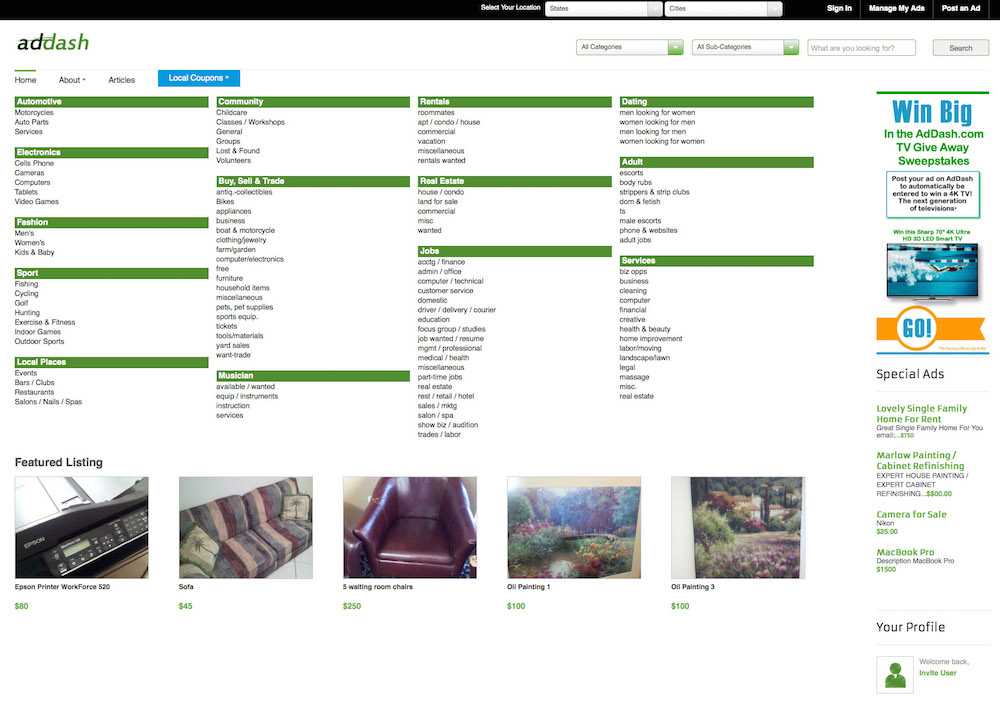 Select Your Location States Cities Sign In Manage My Ads Post an Ad
addash
All Categories All Sub-Categories What are you looking for? Search
Home About Articles Local Coupons
Automotive
Motorcycles
Auto Parts
Services
Electronics
Cells Phone
Cameras
Computers
Tablets
Video Games
Fashion
Men's
Women's
Kids & Baby
Sport
Fishing
Cycling
Golf
Hunting
Exercise & Fitness
Indoor Games
Outdoor Sports
Local Places
Events
Bars / Clubs
Restaurants
Salons / Nails / Spas
Community
Childcare
Classes / Workshops
General
Groups
Lost & Found
Volunteers
Buy, Sell & Trade
antiq.-collectibles
Bikes
appliances
business
boat & motorcycle
clothing/jewelry
farm/garden
computer/electronics
free
furniture
household items
miscellaneous
pets, pet supplies
sports equip.
tickets
tools/materials
yard sales
want-trade
Musician
available / wanted
equip / instruments
instruction
services
Rentals
roommates
apt / condo / house
commercial
vacation
miscellaneous
rentals wanted
Real Estate
house / condo
land for sale
commercial
misc
wanted
Jobs
acctg / finance
admin / office
computer / technical
customer service
domestic
driver / delivery / courier
education
focus group / studies
job wanted / resume
mgmt / professional
medical / health
miscellaneous
part-time jobs
real estate
rest / retail / hotel
sales / mktg
salon / spa
show biz / audition
trades / labor
Dating
men looking for women
women looking for men
men looking for men
women looking for women
Adult
escorts
body rubs
strippers & strip clubs
dom & fetish
ts
male escorts
phone & websites
adult jobs
Services
biz opps
business
cleaning
computer
financial
creative
health & beauty
home improvement
labor/moving
landscape/lawn
legal
massage
misc.
real estate
Win Big
In the AdDash.com
TV Give Away
Sweepstakes
Post your ad on AdDash
to automatically be
entered to win a 4K TV!
The next generation
of televisions*
Win this Sharp 70" 4K Ultra
HD 3D LED Smart TV
GO!
Special Ads
Lovely Single Family
Home For Rent
Great Single Family Home For You
email:...$750
Marlow Painting /
Cabinet Refinishing
EXPERT HOUSE PAINTING /
EXPERT CABINET
REFINISHING...$$00.00
Camera for Sale
Nikon
$25.00
MacBook Pro
Description MacBook Pro
$1500
Your Profile
Welcome back,
Invite User
Featured Listing
EPSON
Epson Printer WorkForce 520
$80
Sofa
$45
5 waiting room chairs
$250
Oil Painting 1
$100
Oil Painting 3
$100